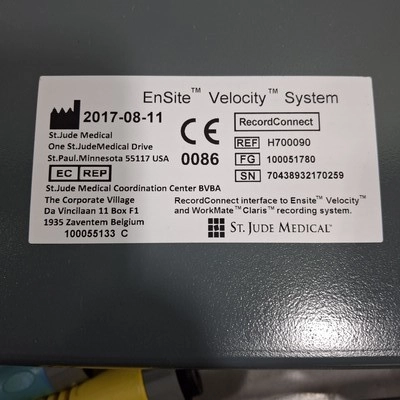 EnSite™ Velocity™ System
2017-08-11
St.Jude Medical
One St.JudeMedical Drive
St.Paul.Minnesota 55117 USA
EC REP
St.Jude Medical Coordination Center BVBA
The Corporate Village
Da Vincilaan 11 Box F1
1935 Zaventem Belgium
100055133 C
CE
0086
RecordConnect
REF H700090
FG 100051780
SN 70438932170259
RecordConnect interface to Ensite™ Velocity™
and WorkMate™Claris™ recording system.
ST. JUDE MEDICAL